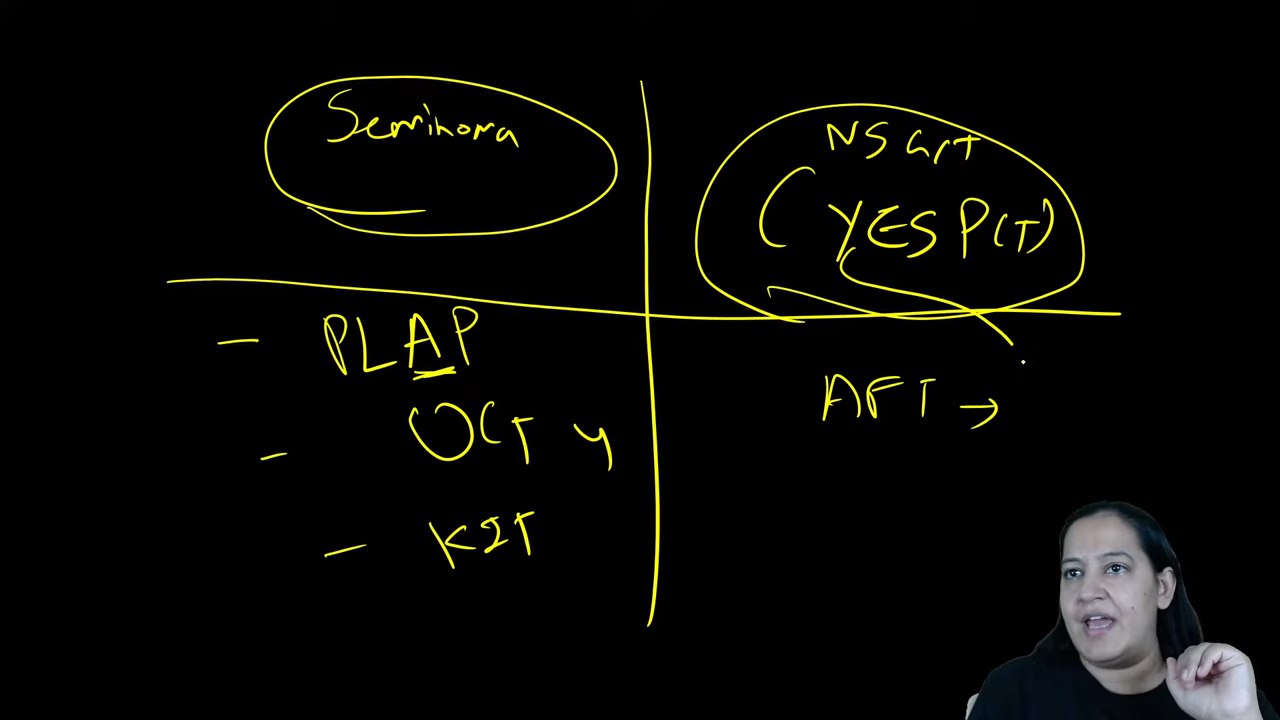 Seminoma
NSGCT
(YESP(T)
- PLAP
AFT →
- OCT 4
- KIT